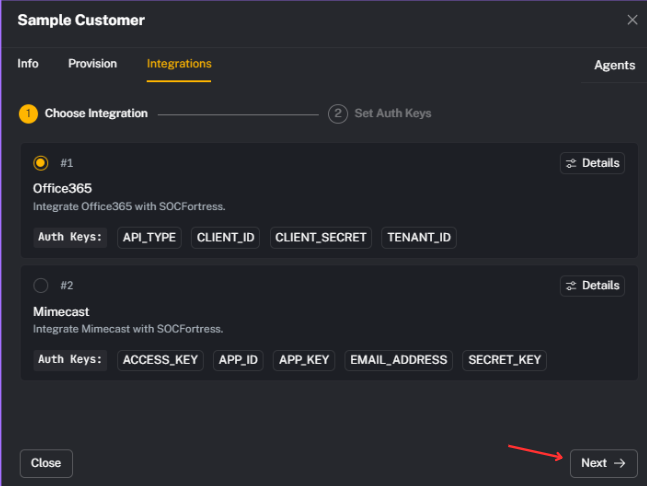 Sample Customer
Info Provision Integrations Agents
1 Choose Integration 2 Set Auth Keys
#1 Details
Office365
Integrate Office365 with SOCFortress.
Auth Keys: API_TYPE CLIENT_ID CLIENT_SECRET TENANT_ID
#2 Details
Mimecast
Integrate Mimecast with SOCFortress.
Auth Keys: ACCESS_KEY APP_ID APP_KEY EMAIL_ADDRESS SECRET_KEY
Close Next